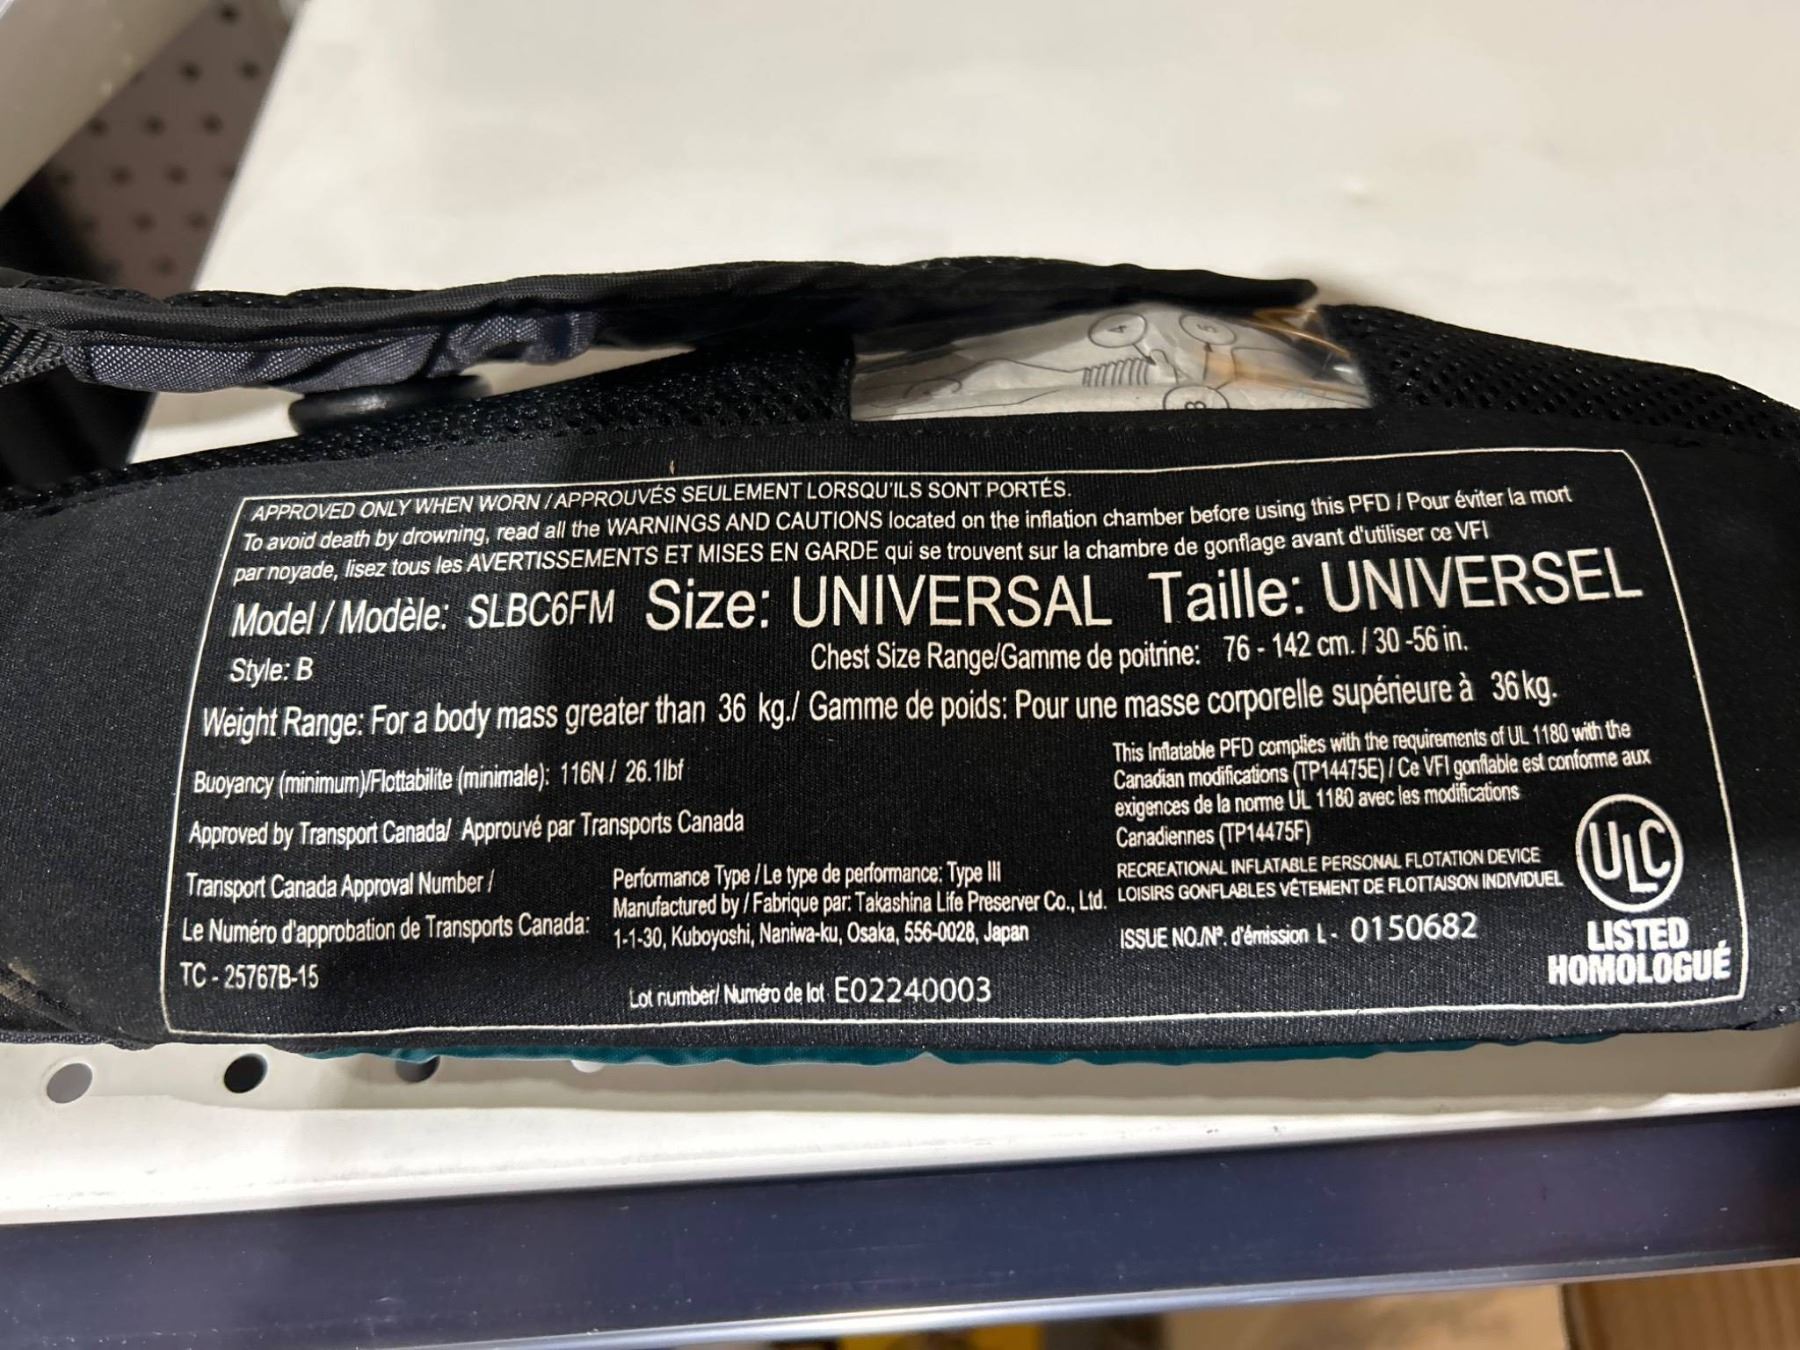 4
5
8
APPROVED ONLY WHEN WORN / APPROUVÉS SEULEMENT LORSQU'ILS SONT PORTÉS.
To avoid death by drowning, read all the WARNINGS AND CAUTIONS located on the inflation chamber before using this PFD / Pour éviter la mort
par noyade, lisez tous les AVERTISSEMENTS ET MISES EN GARDE qui se trouvent sur la chambre de gonflage avant d'utiliser ce VFI
Model / Modèle: SLBC6FM Size: UNIVERSAL Taille: UNIVERSEL
Style: B
Chest Size Range/Gamme de poitrine: 76 - 142 cm. / 30 -56 in.
Weight Range: For a body mass greater than 36 kg./ Gamme de poids: Pour une masse corporelle supérieure à 36 kg.
Buoyancy (minimum)/Flottabilite (minimale): 116N / 26.1lbf
Approved by Transport Canada/ Approuvé par Transports Canada
Transport Canada Approval Number /
Le Numéro d'approbation de Transports Canada:
TC - 25767B-15
Performance Type / Le type de performance: Type III
Manufactured by / Fabrique par: Takashina Life Preserver Co., Ltd.
1-1-30, Kuboyoshi, Naniwa-ku, Osaka, 556-0028, Japan
Lot number/ Numéro de lot E02240003
This Inflatable PFD complies with the requirements of UL 1180 with the
Canadian modifications (TP14475E) / Ce VFI gonflable est conforme aux
exigences de la norme UL 1180 avec les modifications
Canadiennes (TP14475F)
RECREATIONAL INFLATABLE PERSONAL FLOTATION DEVICE
LOISIRS GONFLABLES VÊTEMENT DE FLOTTAISON INDIVIDUEL
ISSUE NO./Nº. d'émission L - 0150682
ULC
LISTED
HOMOLOGUÉ